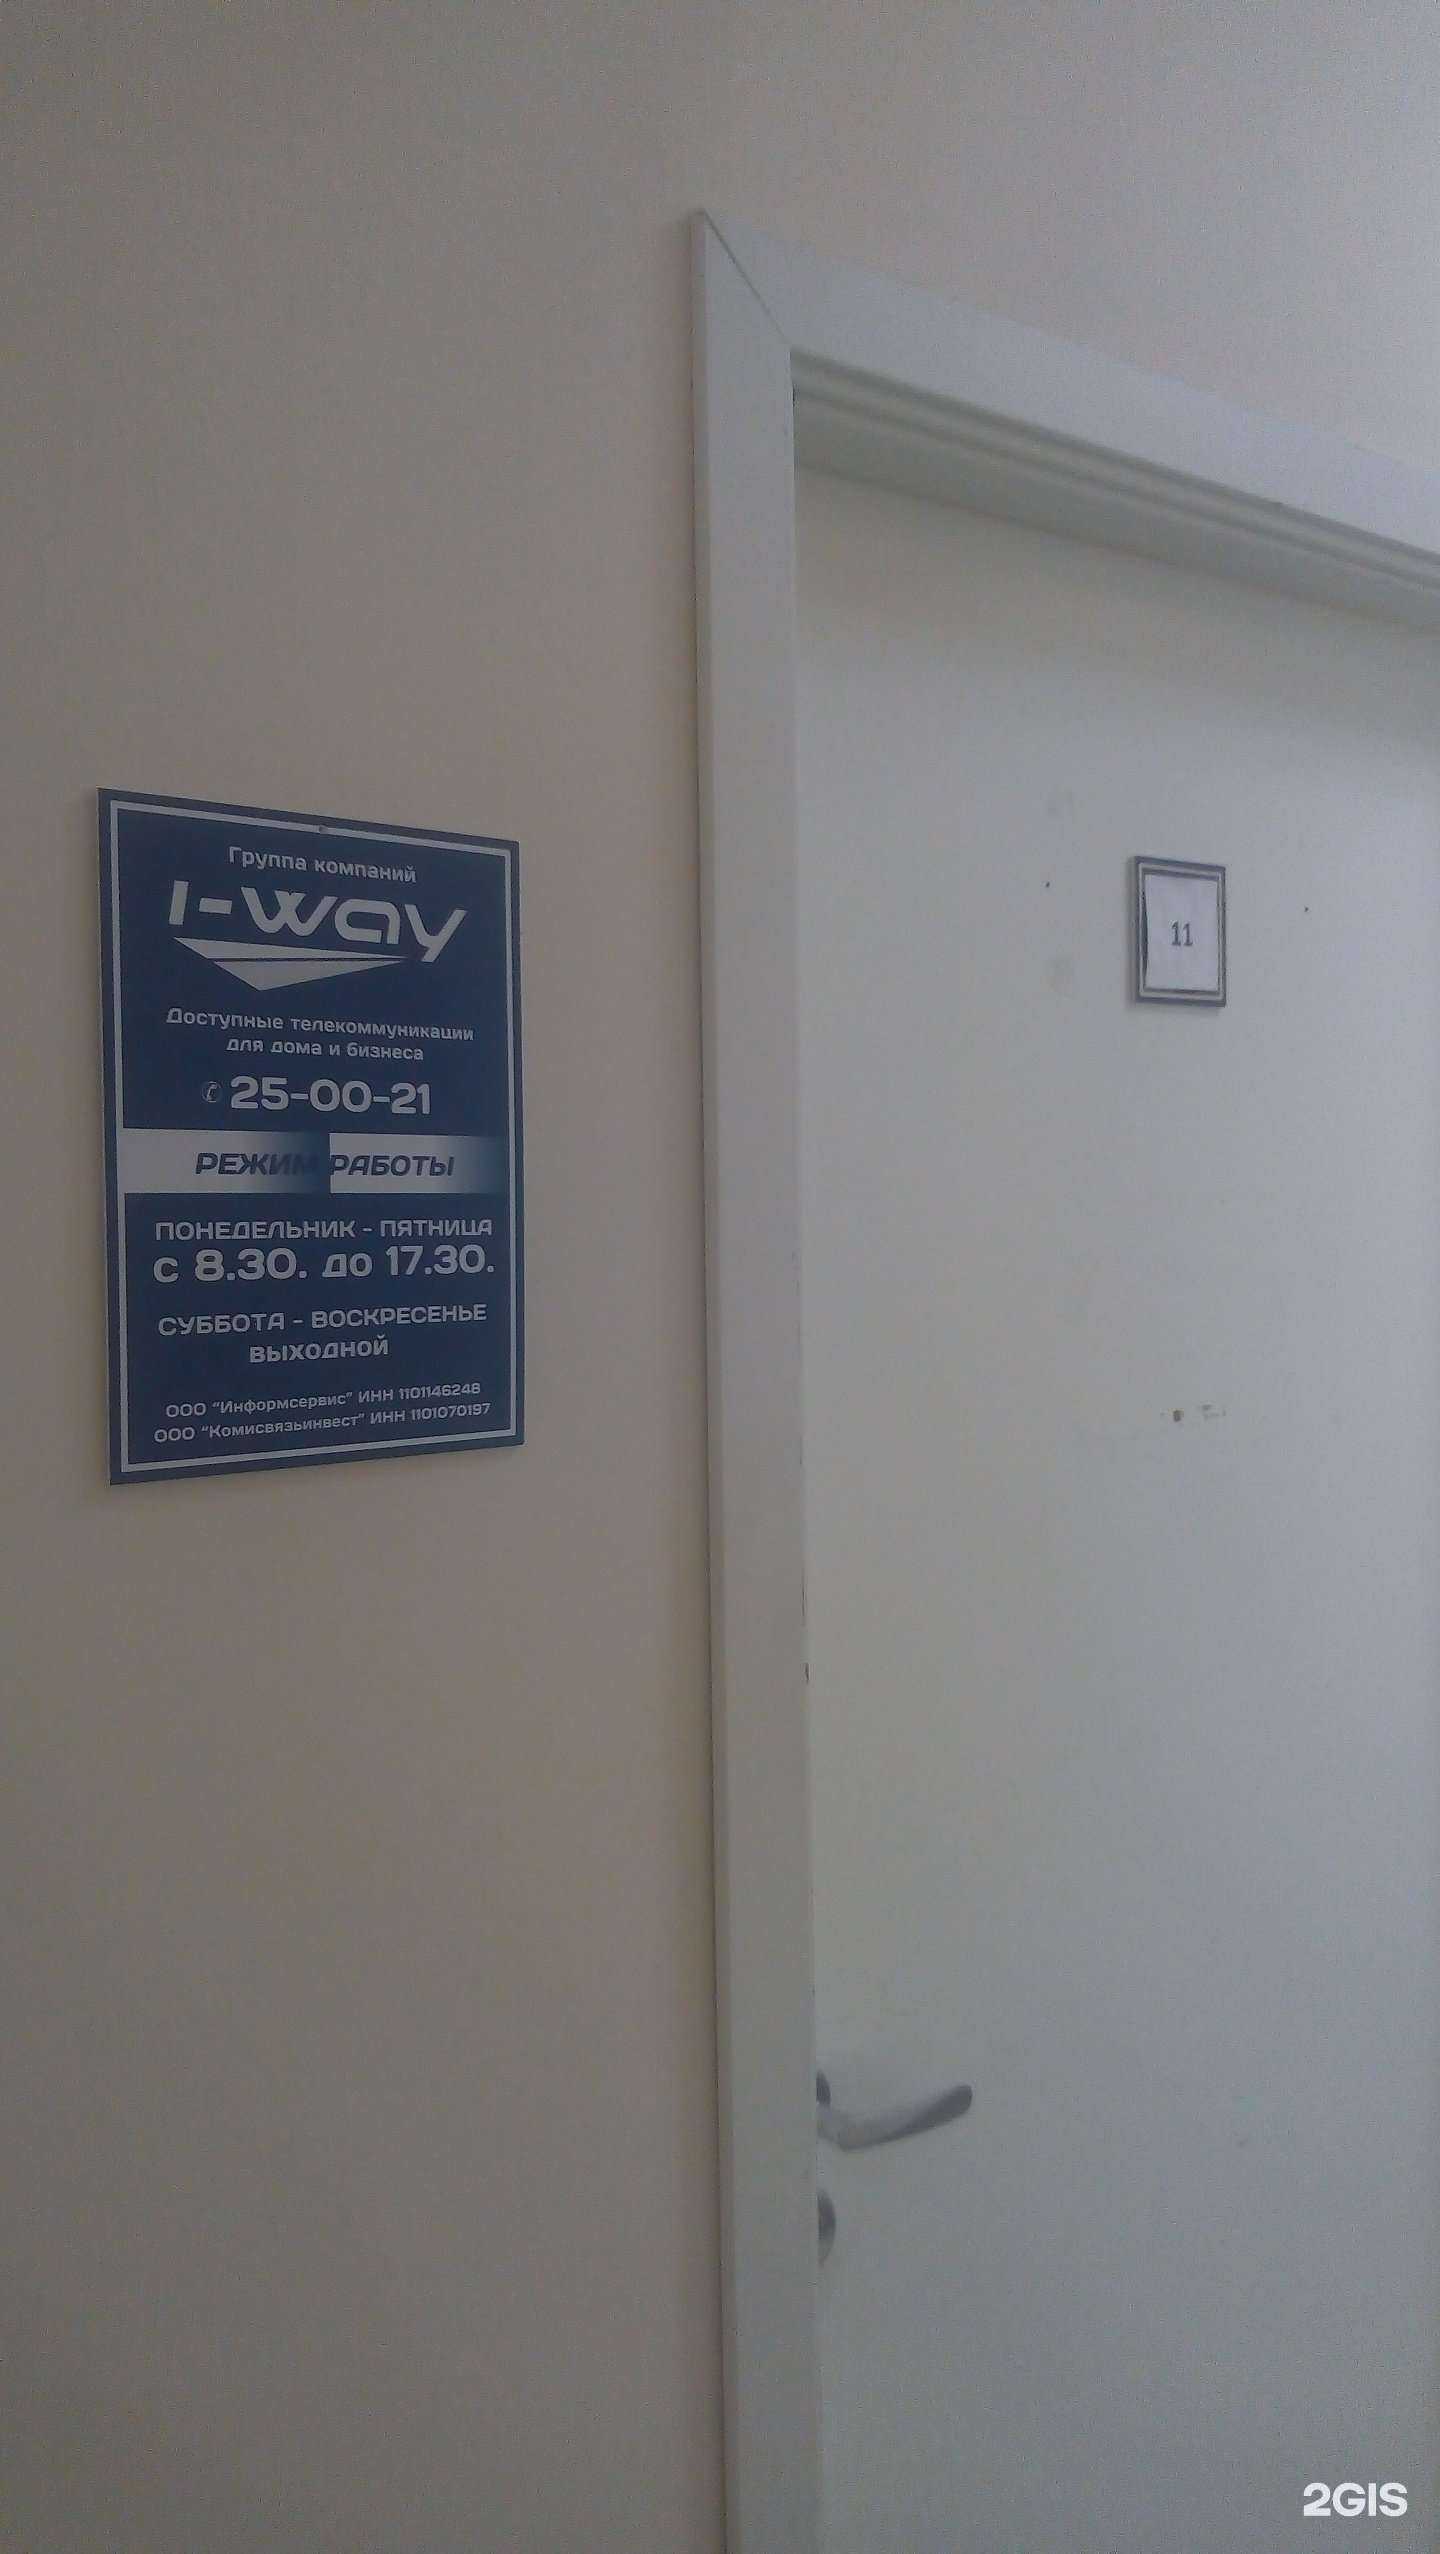 Группа компаний
I-WAY
Доступные телекоммуникации
для дома и бизнеса
25-00-21
РЕЖИМ РАБОТЫ
ПОНЕДЕЛЬНИК - ПЯТНИЦА
с 8.30. до 17.30.
СУББОТА - ВОСКРЕСЕНЬЕ
ВЫХОДНОЙ
ООО "Информсервис" ИНН 1101146248
ООО "Комисвязьинвест" ИНН 1101070197
11
2GIS